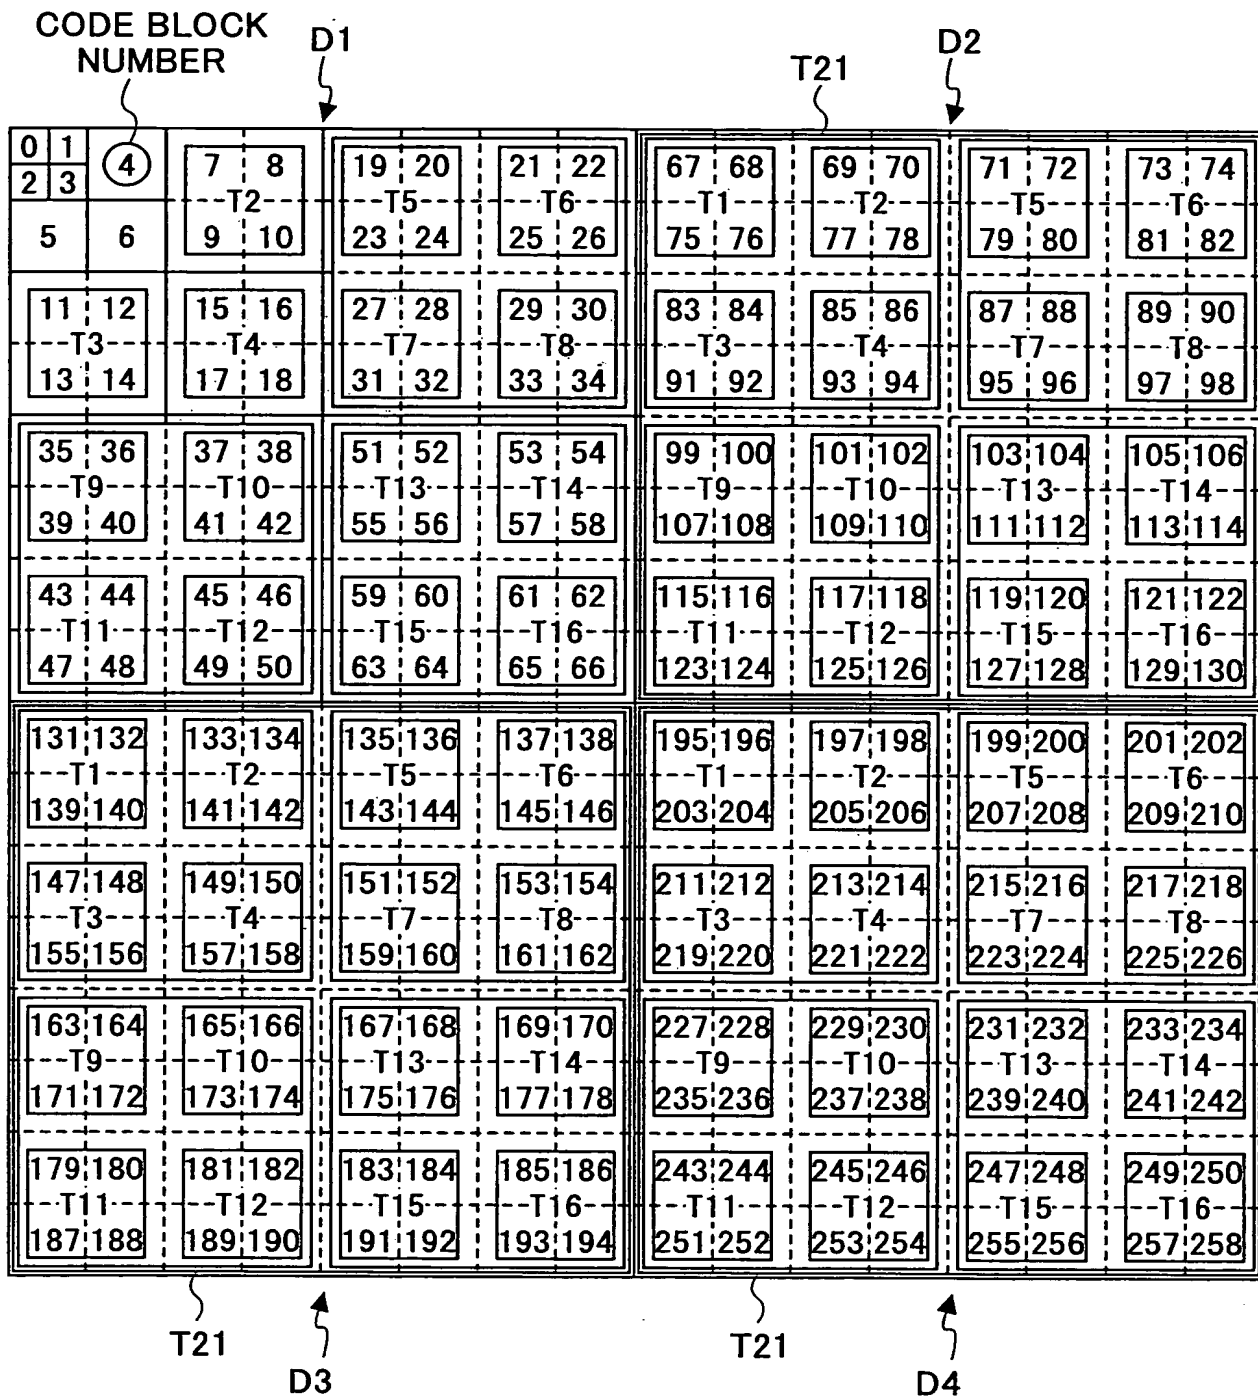 CODE BLOCK
NUMBER
D1
D2
T21
0 1 4 7 8 19 20 21 22 67 68 69 70 71 72 73 74
2 3 T2 T5 T6 T1 T2 T5 T6
5 6 9 10 23 24 25 26 75 76 77 78 79 80 81 82
11 12 15 16 27 28 29 30 83 84 85 86 87 88 89 90
T3 T4 T7 T8 T3 T4 T7 T8
13 14 17 18 31 32 33 34 91 92 93 94 95 96 97 98
35 36 37 38 51 52 53 54 99 100 101 102 103 104 105 106
T9 T10 T13 T14 T9 T10 T13 T14
39 40 41 42 55 56 57 58 107 108 109 110 111 112 113 114
43 44 45 46 59 60 61 62 115 116 117 118 119 120 121 122
T11 T12 T15 T16 T11 T12 T15 T16
47 48 49 50 63 64 65 66 123 124 125 126 127 128 129 130
131 132 133 134 135 136 137 138 195 196 197 198 199 200 201 202
T1 T2 T5 T6 T1 T2 T5 T6
139 140 141 142 143 144 145 146 203 204 205 206 207 208 209 210
147 148 149 150 151 152 153 154 211 212 213 214 215 216 217 218
T3 T4 T7 T8 T3 T4 T7 T8
155 156 157 158 159 160 161 162 219 220 221 222 223 224 225 226
163 164 165 166 167 168 169 170 227 228 229 230 231 232 233 234
T9 T10 T13 T14 T9 T10 T13 T14
171 172 173 174 175 176 177 178 235 236 237 238 239 240 241 242
179 180 181 182 183 184 185 186 243 244 245 246 247 248 249 250
T11 T12 T15 T16 T11 T12 T15 T16
187 188 189 190 191 192 193 194 251 252 253 254 255 256 257 258
T21
D3
T21
D4